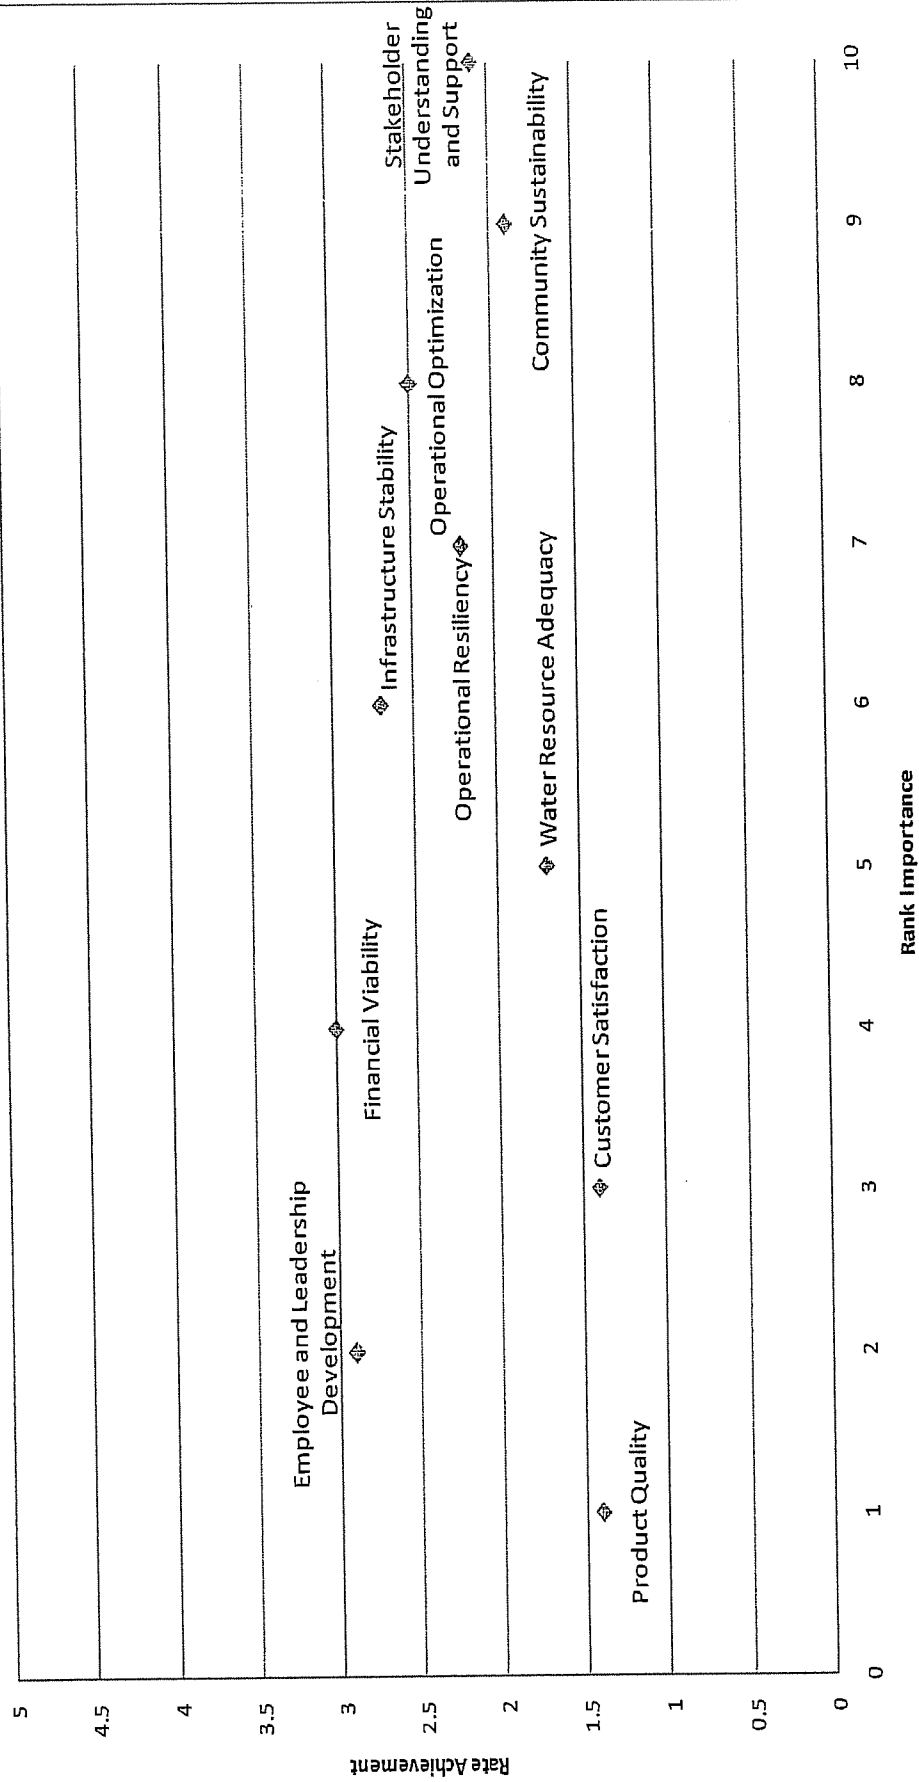 5
4.5
4
3.5
3
2.5
2
1.5
1
0.5
0
Rate Achievement
Employee and Leadership
Development
Product Quality
Customer Satisfaction
Financial Viability
Water Resource Adequacy
Infrastructure Stability
Operational Resiliency
Operational Optimization
Community Sustainability
Stakeholder
Understanding
and Support
0
1
2
3
4
5
6
7
8
9
10
Rank Importance